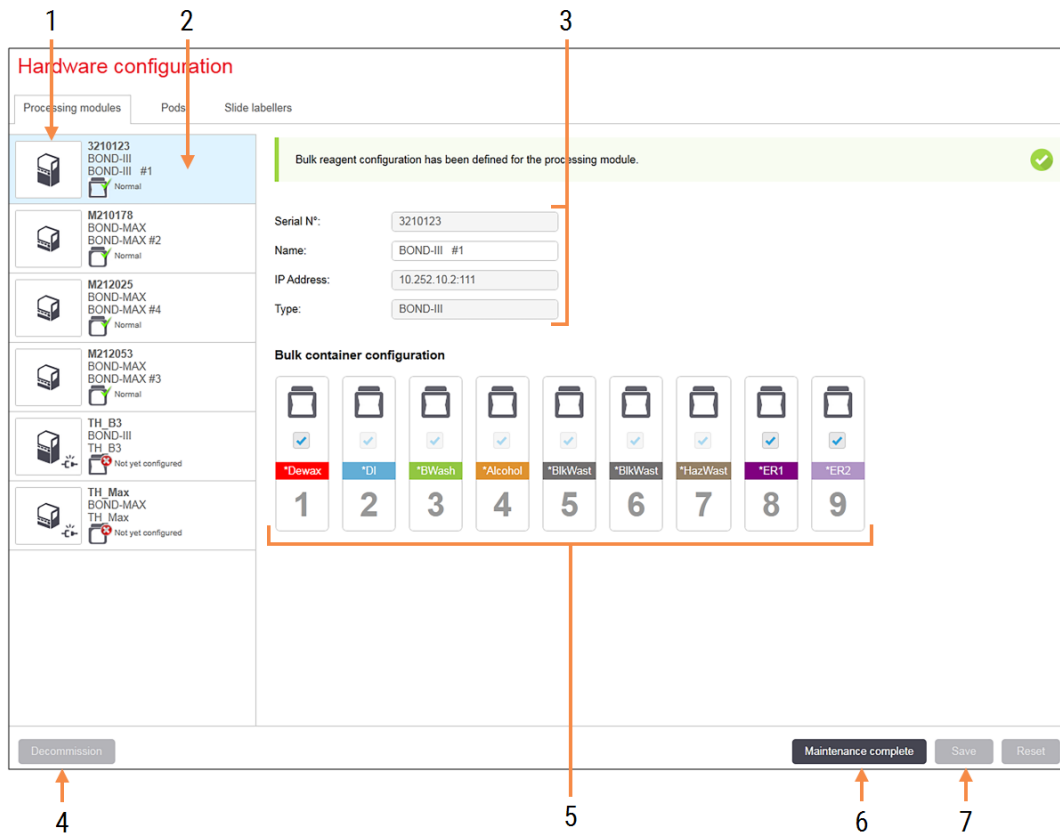 1 2 3
Hardware configuration
Processing modules Pods Slide labellers
3210123
BOND-III
BOND-III #1
Normal
M210178
BOND-MAX
BOND-MAX #2
Normal
M212025
BOND-MAX
BOND-MAX #4
Normal
M212053
BOND-MAX
BOND-MAX #3
Normal
TH_B3
BOND-III
TH_B3
Not yet configured
TH_Max
BOND-MAX
TH_Max
Not yet configured
Bulk reagent configuration has been defined for the processing module.
Serial N°: 3210123
Name: BOND-III #1
IP Address: 10.252.10.2:111
Type: BOND-III
Bulk container configuration
*Dewax *DI *BWash *Alcohol *BlkWast *BlkWast *HazWast *ER1 *ER2
1 2 3 4 5 6 7 8 9
Decommission Maintenance complete Save Reset
4 5 6 7